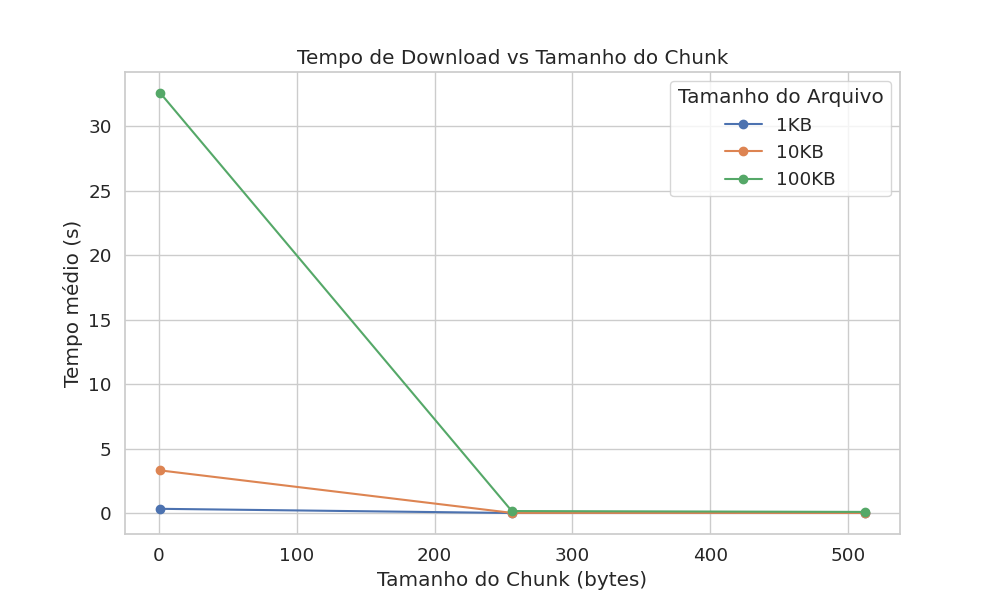 Tempo de Download vs Tamanho do Chunk
Tamanho do Arquivo
1KB
10KB
100KB
Tempo médio (s)
30
25
20
15
10
5
0
0 100 200 300 400 500
Tamanho do Chunk (bytes)